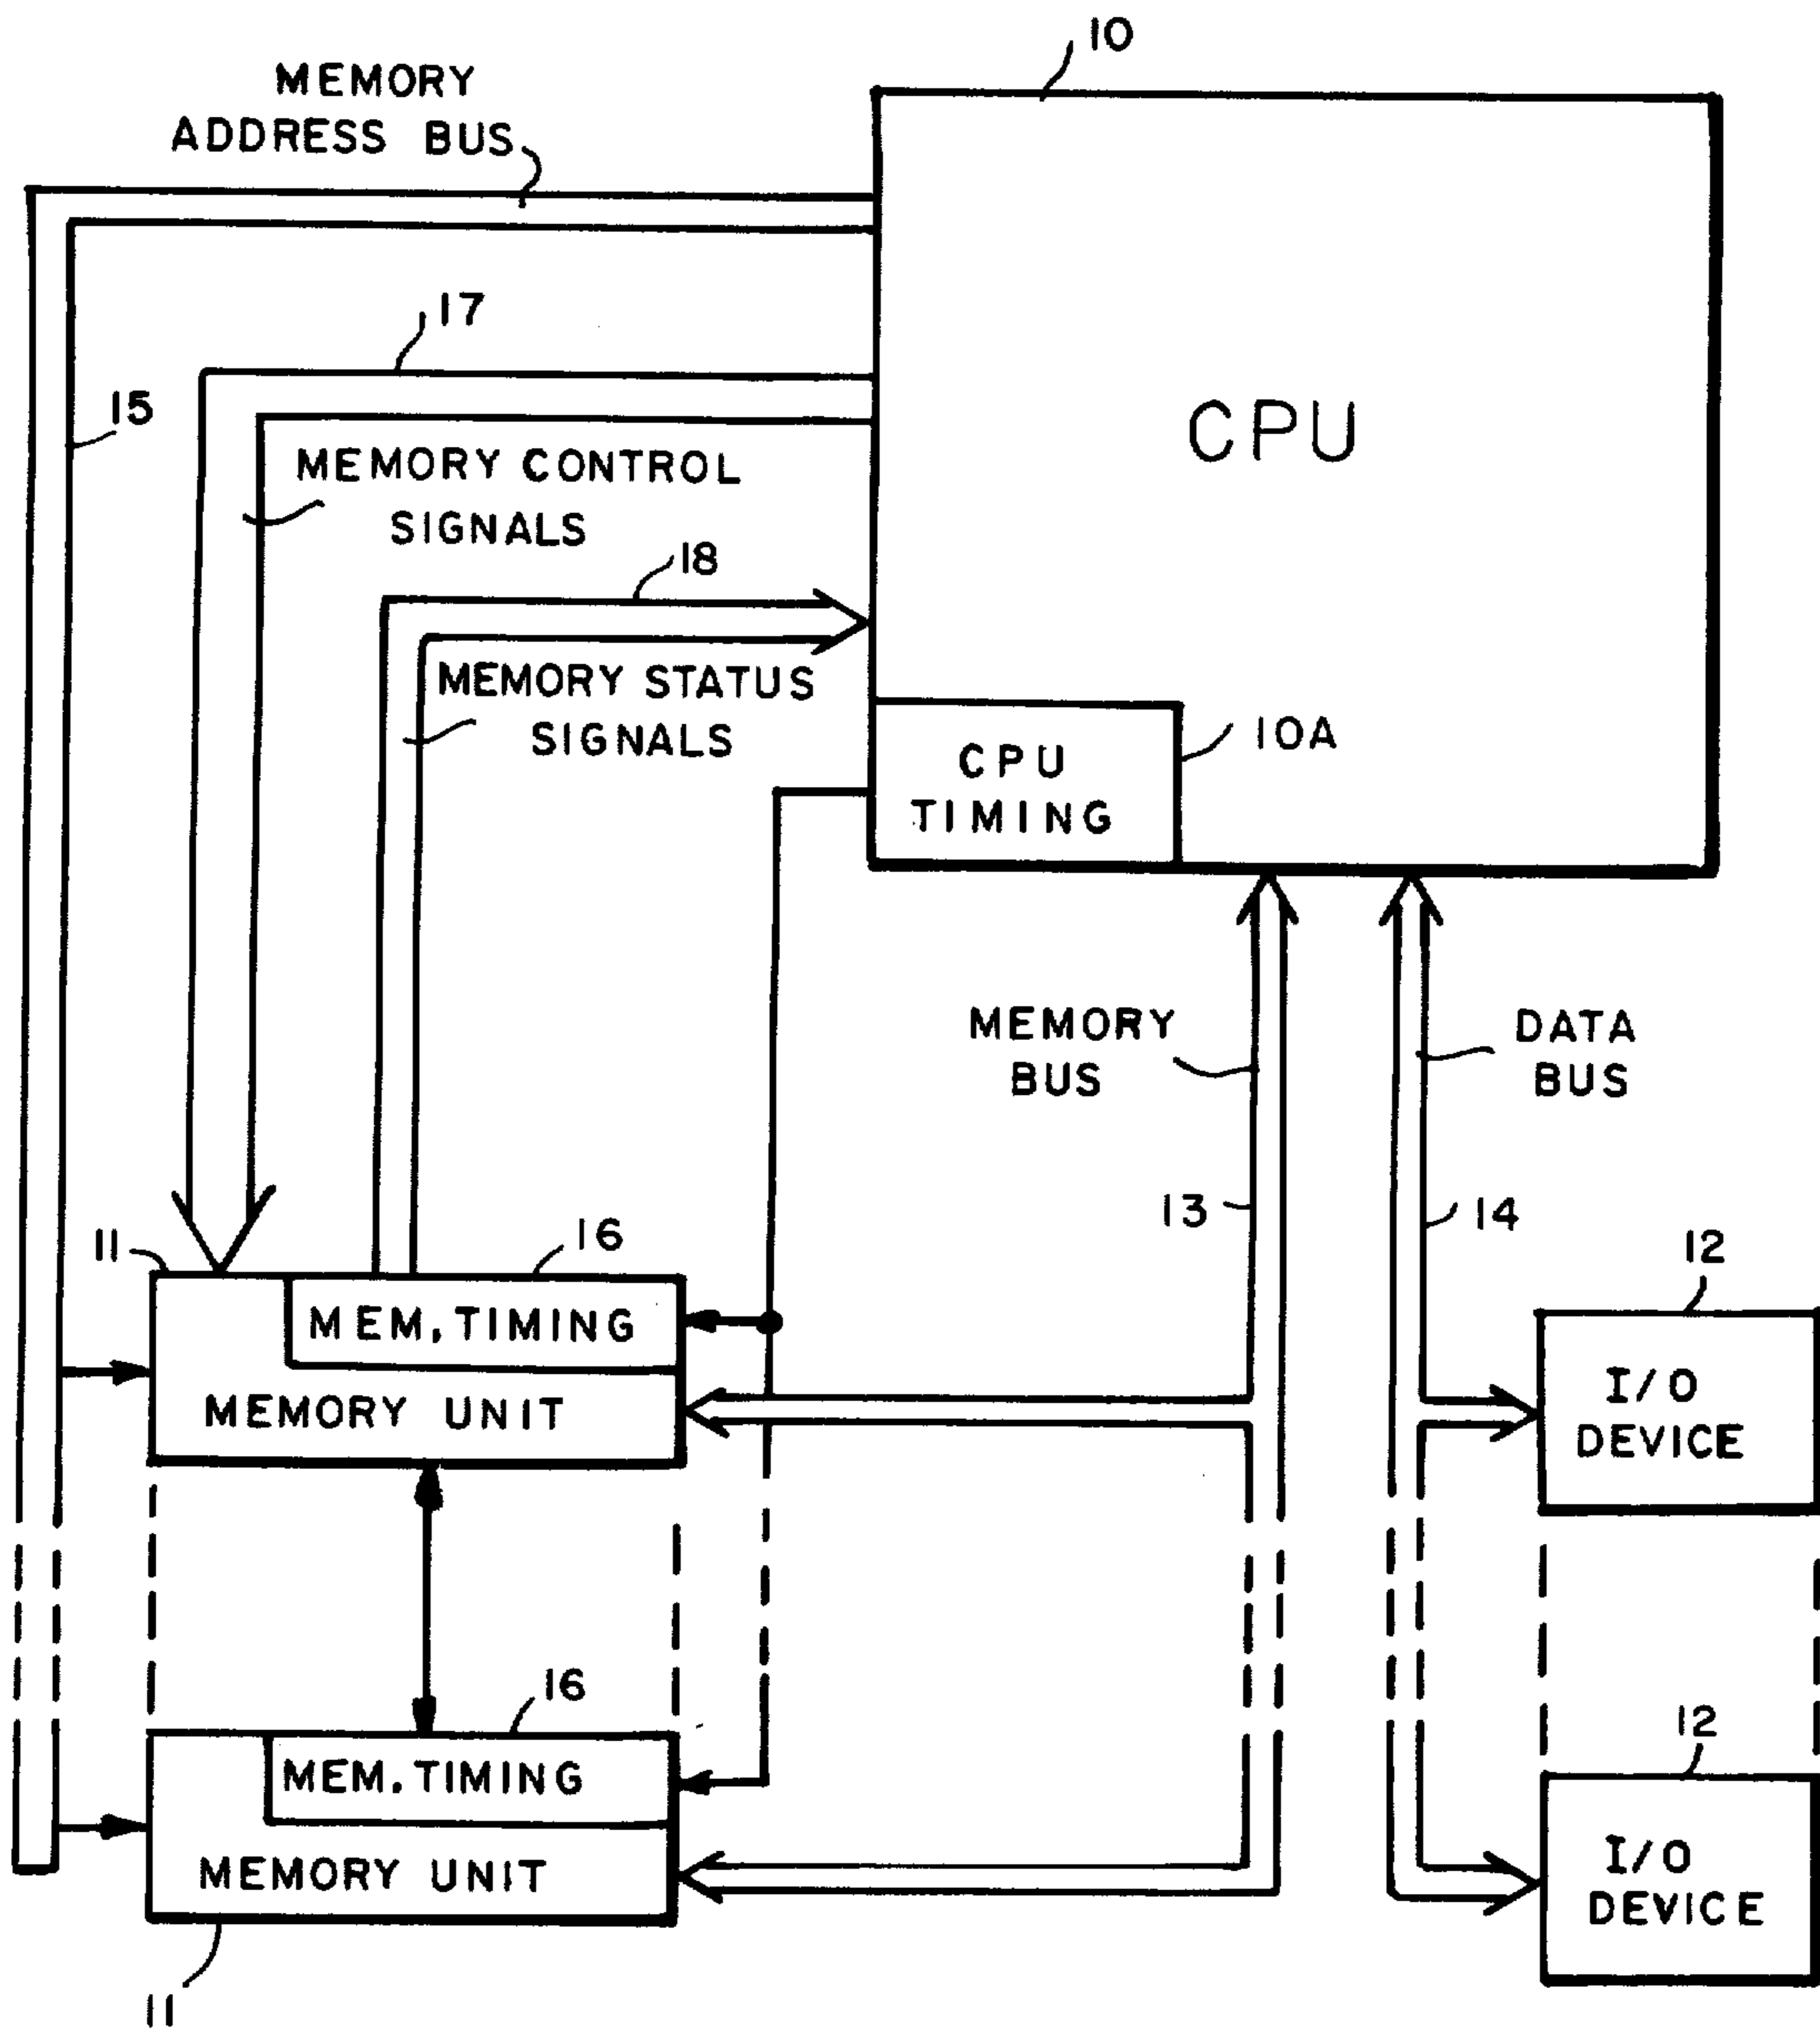 10
MEMORY
ADDRESS BUS
17
15
CPU
MEMORY CONTROL
SIGNALS
18
MEMORY STATUS
SIGNALS
10A
CPU
TIMING
MEMORY
BUS
DATA
BUS
13
14
11
16
12
MEM. TIMING
MEMORY UNIT
I/O
DEVICE
16
12
MEM. TIMING
MEMORY UNIT
I/O
DEVICE
11